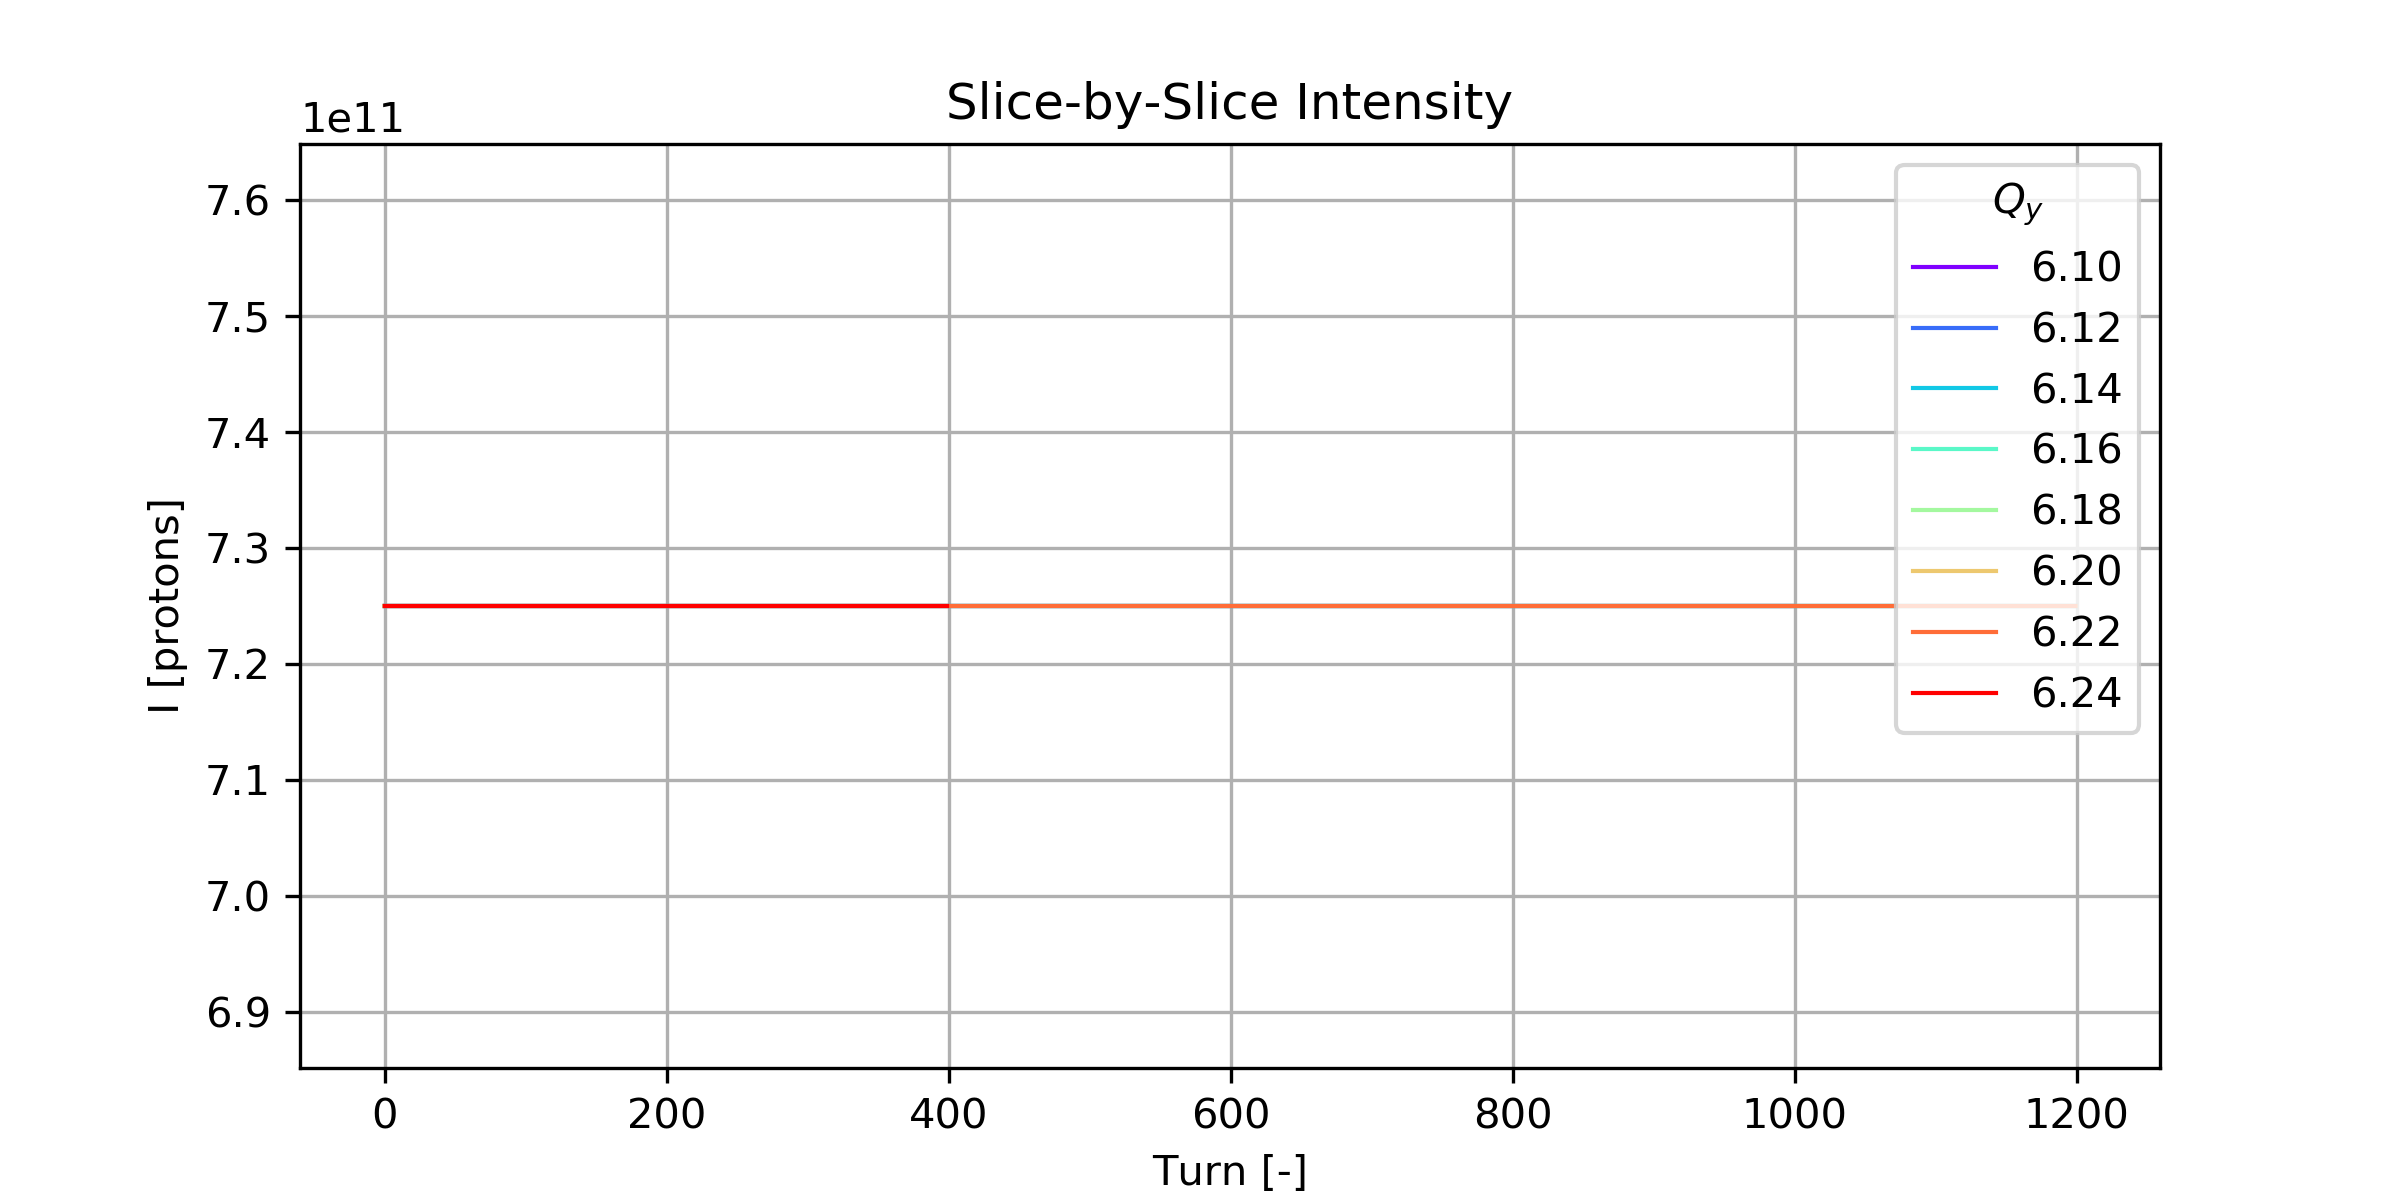 Slice-by-Slice Intensity
1e11
7.6
7.5
7.4
7.3
7.2
7.1
7.0
6.9
I [protons]
0 200 400 600 800 1000 1200
Turn [-]
Qy
6.10
6.12
6.14
6.16
6.18
6.20
6.22
6.24